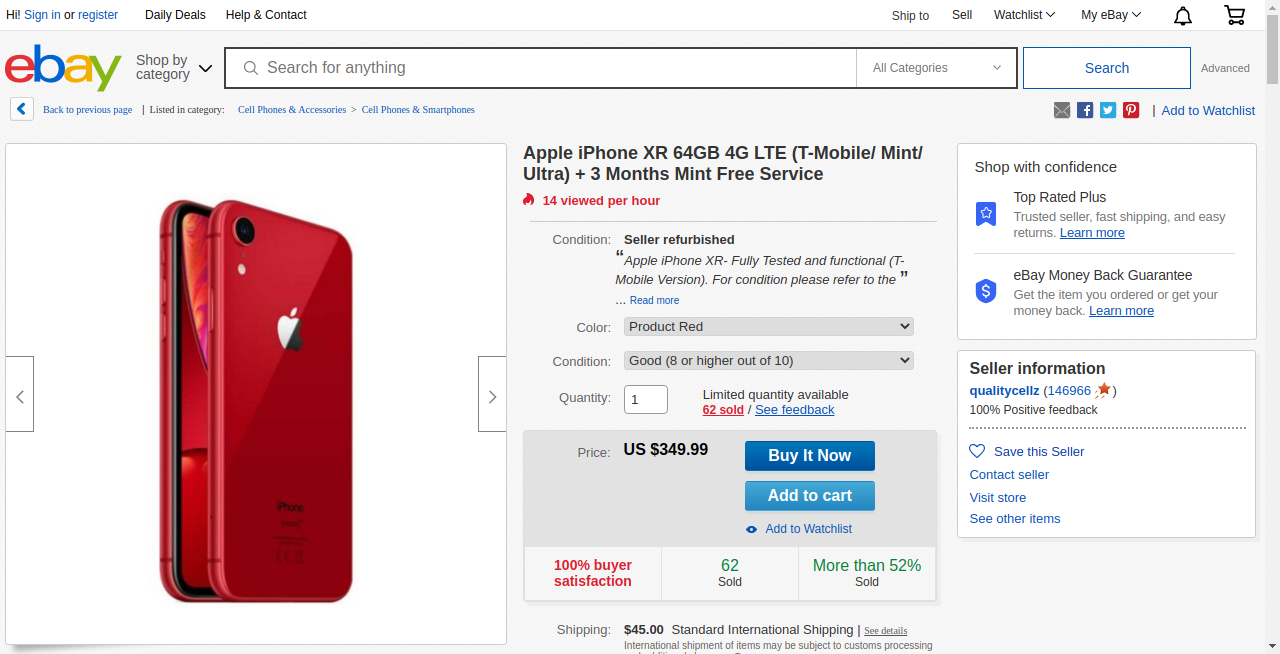 Hi! Sign in or register Daily Deals Help & Contact Ship to Sell Watchlist My eBay
ebay Shop by category Search for anything All Categories Search Advanced
Back to previous page | Listed in category: Cell Phones & Accessories > Cell Phones & Smartphones | Add to Watchlist
Apple iPhone XR 64GB 4G LTE (T-Mobile/ Mint/
Ultra) + 3 Months Mint Free Service
14 viewed per hour
Condition: Seller refurbished
“Apple iPhone XR- Fully Tested and functional (T-
Mobile Version). For condition please refer to the ”
... Read more
Color: Product Red
Condition: Good (8 or higher out of 10)
Quantity: 1 Limited quantity available
62 sold / See feedback
Price: US $349.99 Buy It Now
Add to cart
Add to Watchlist
100% buyer satisfaction
62 Sold
More than 52% Sold
Shipping: $45.00 Standard International Shipping | See details
International shipment of items may be subject to customs processing
iPhone
Shop with confidence
Top Rated Plus
Trusted seller, fast shipping, and easy
returns. Learn more
eBay Money Back Guarantee
Get the item you ordered or get your
money back. Learn more
Seller information
qualitycellz (146966 )
100% Positive feedback
Save this Seller
Contact seller
Visit store
See other items